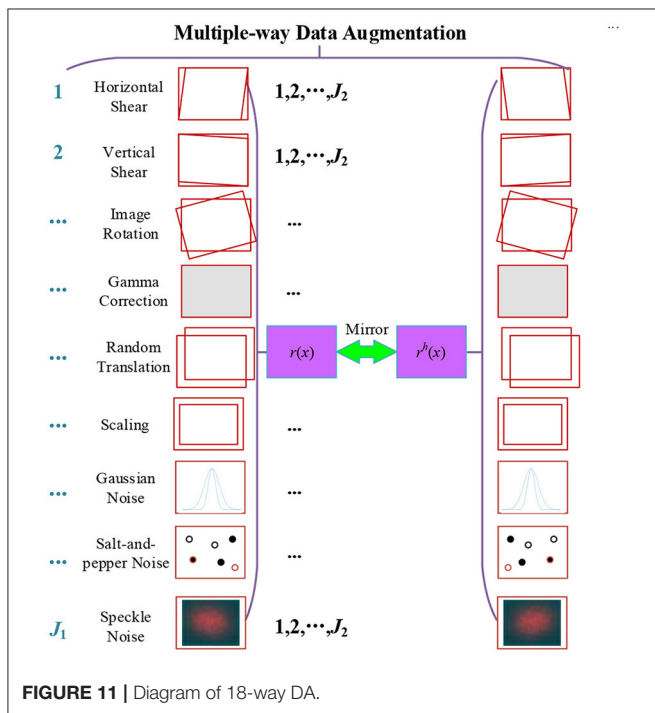 Multiple-way Data Augmentation
...
1 Horizontal Shear 1,2,⋯,J₂
2 Vertical Shear 1,2,⋯,J₂
... Image Rotation ...
... Gamma Correction ...
Mirror
... Random Translation r(x) rʰ(x)
... Scaling ...
... Gaussian Noise ...
... Salt-and-pepper Noise ...
J₁ Speckle Noise 1,2,⋯,J₂
FIGURE 11 | Diagram of 18-way DA.